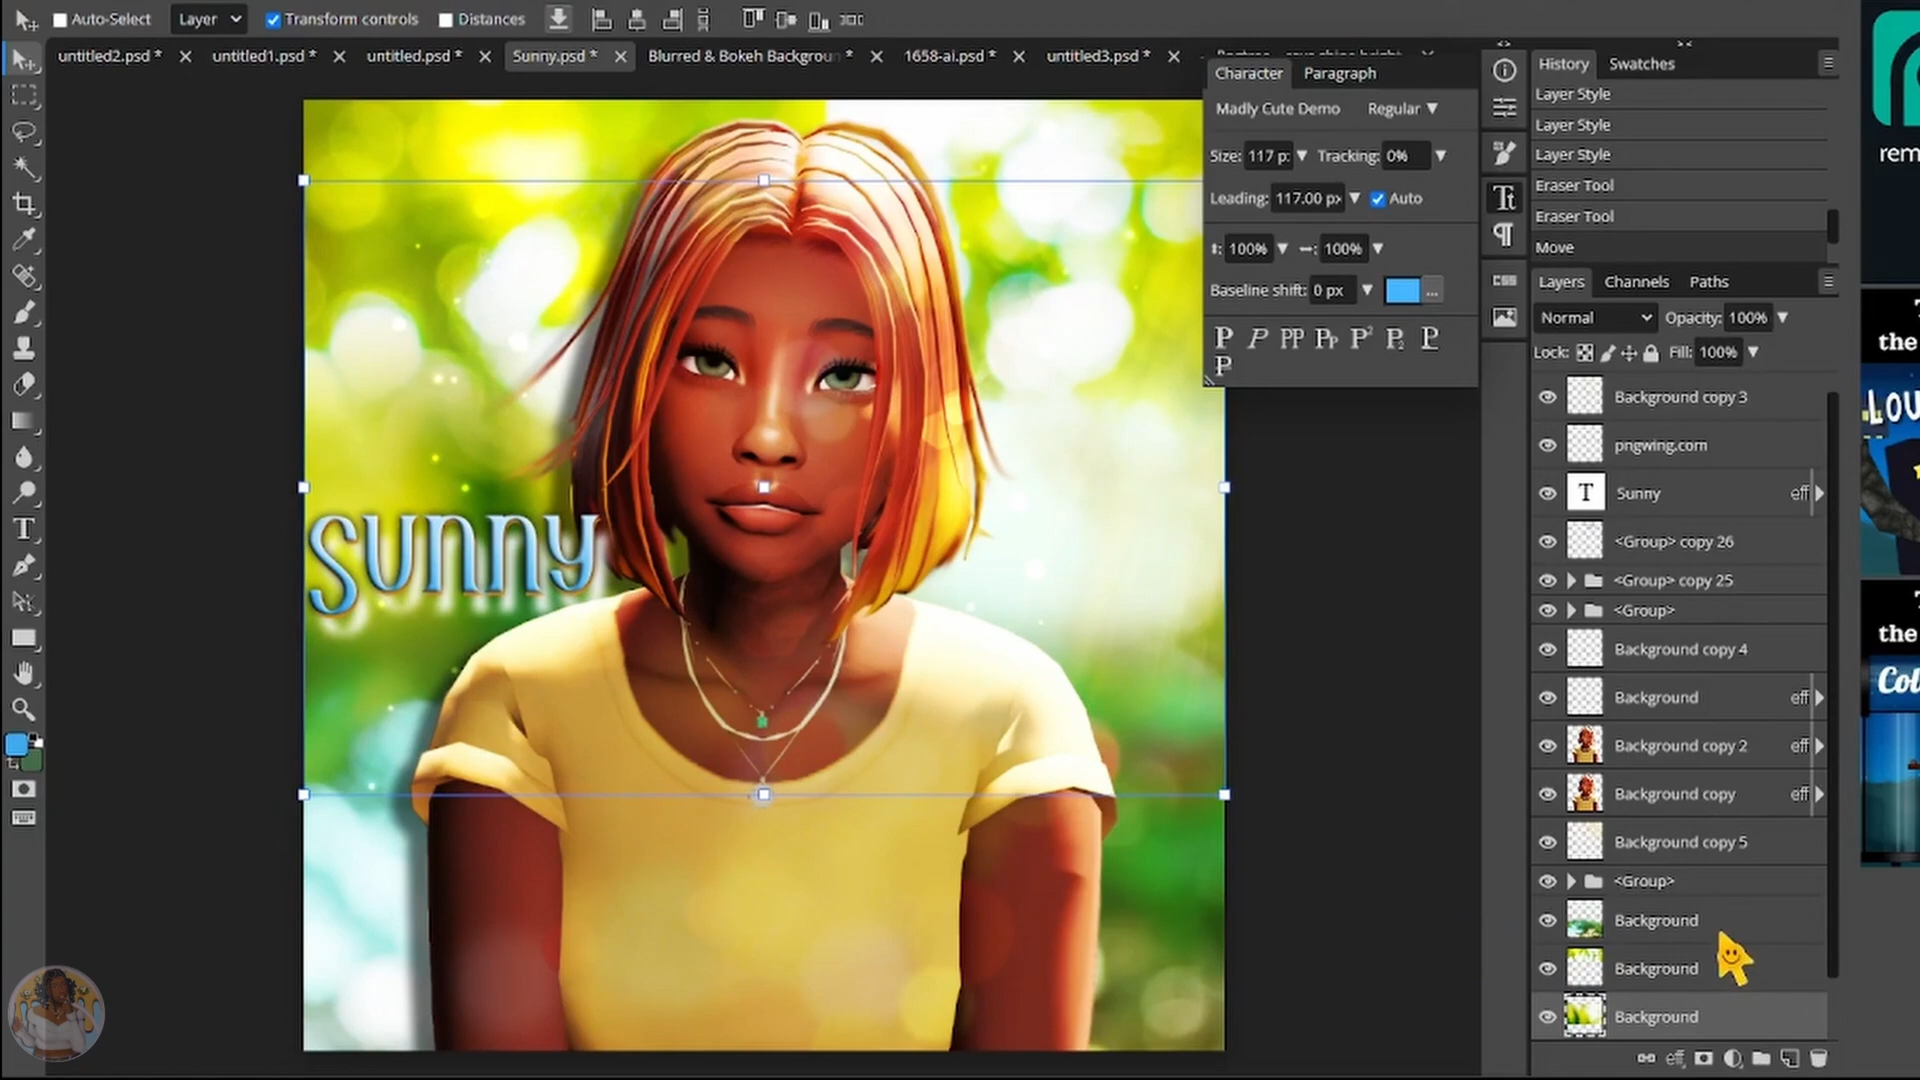 Auto-Select Layer Transform controls Distances
untitled2.psd * untitled1.psd * untitled.psd * Sunny.psd * Blurred & Bokeh Backgroun * 1658-ai.psd * untitled3.psd *
Character Paragraph
Madly Cute Demo Regular
Size: 117 p: Tracking: 0%
Leading: 117.00 px Auto
100% 100%
Baseline shift: 0 px ...
History Swatches
Layer Style
Layer Style
Layer Style
Eraser Tool
Eraser Tool
Move
Layers Channels Paths
Normal Opacity: 100%
Lock: Fill: 100%
Background copy 3
pngwing.com
T Sunny eff
<Group> copy 26
<Group> copy 25
<Group>
Background copy 4
Background eff
Background copy 2 eff
Background copy eff
Background copy 5
<Group>
Background
Background
Background
CSS
eff
sunny
rem
the
LOU
the
Col